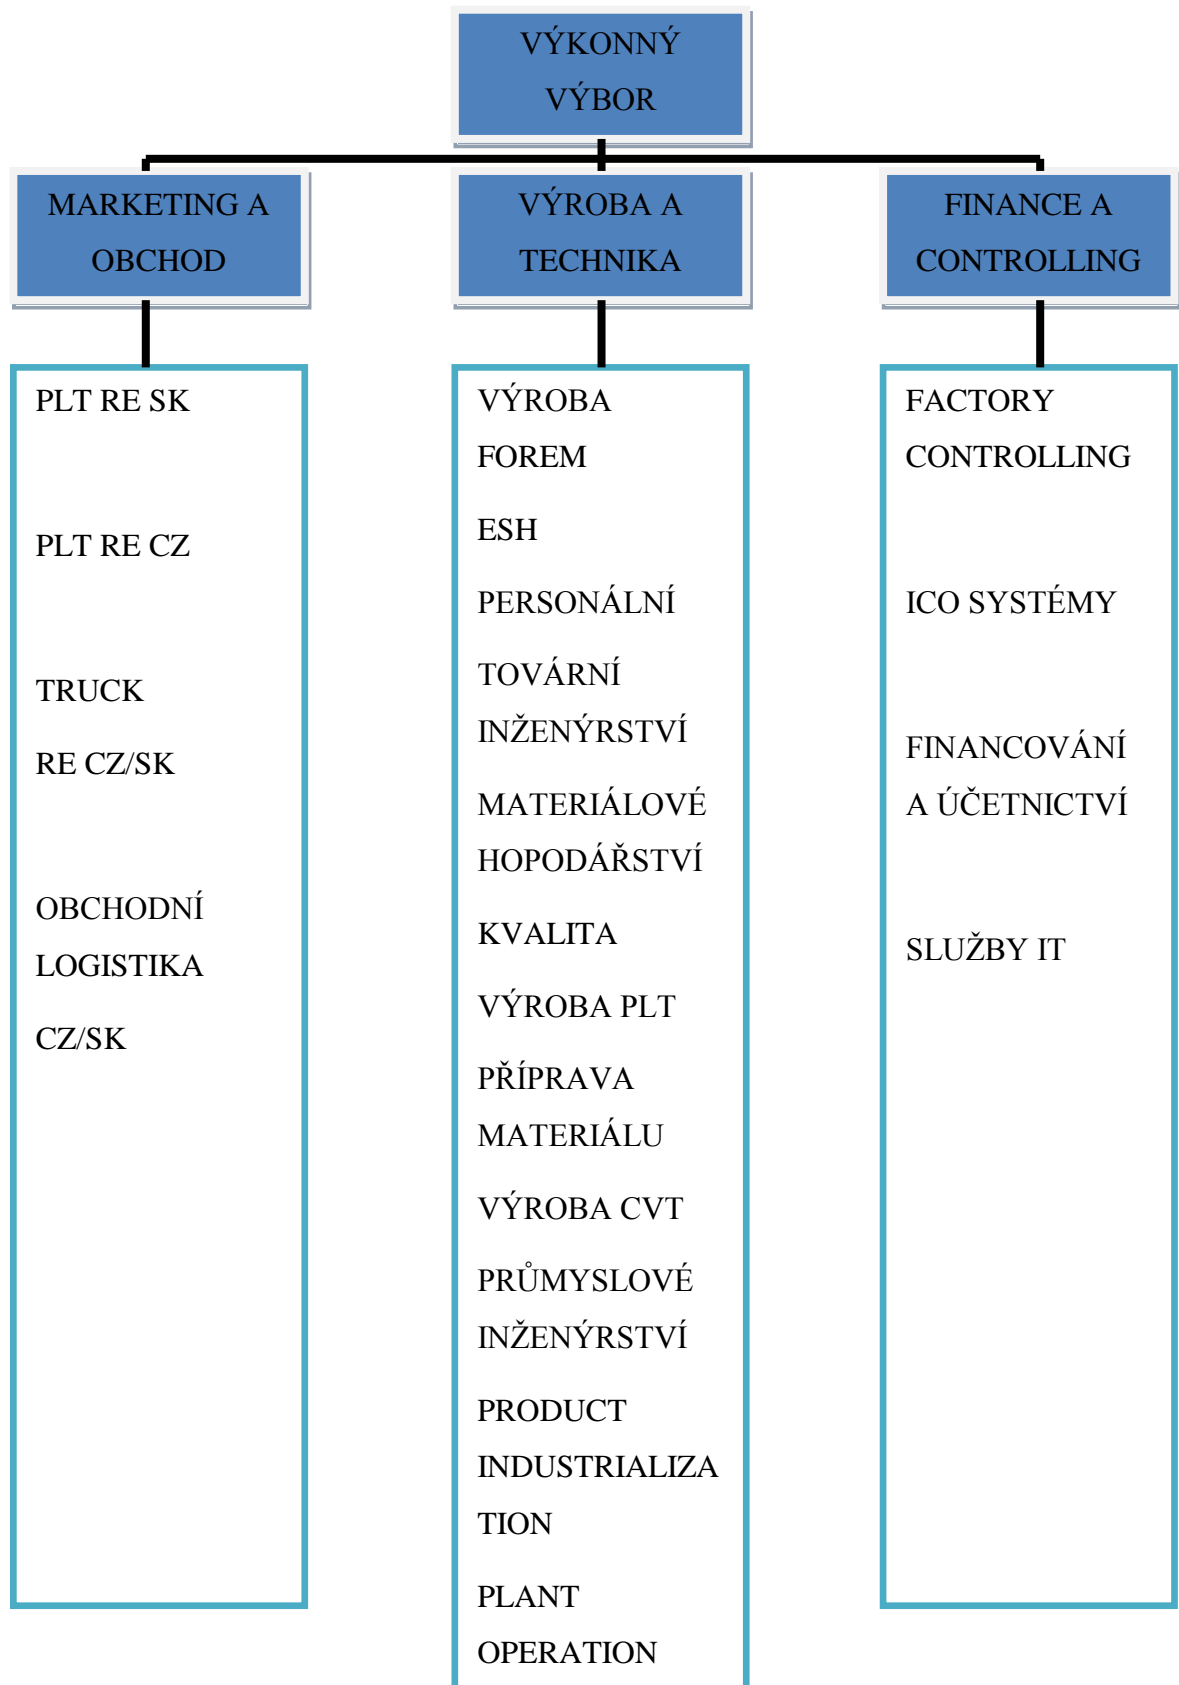 VÝKONNÝ
VÝBOR
MARKETING A
OBCHOD
VÝROBA A
TECHNIKA
FINANCE A
CONTROLLING
PLT RE SK
PLT RE CZ
TRUCK
RE CZ/SK
OBCHODNÍ
LOGISTIKA
CZ/SK
VÝROBA
FOREM
ESH
PERSONÁLNÍ
TOVÁRNÍ
INŽENÝRSTVÍ
MATERIÁLOVÉ
HOPODÁŘSTVÍ
KVALITA
VÝROBA PLT
PŘÍPRAVA
MATERIÁLU
VÝROBA CVT
PRŮMYSLOVÉ
INŽENÝRSTVÍ
PRODUCT
INDUSTRIALIZA
TION
PLANT
OPERATION
FACTORY
CONTROLLING
ICO SYSTÉMY
FINANCOVÁNÍ
A ÚČETNICTVÍ
SLUŽBY IT